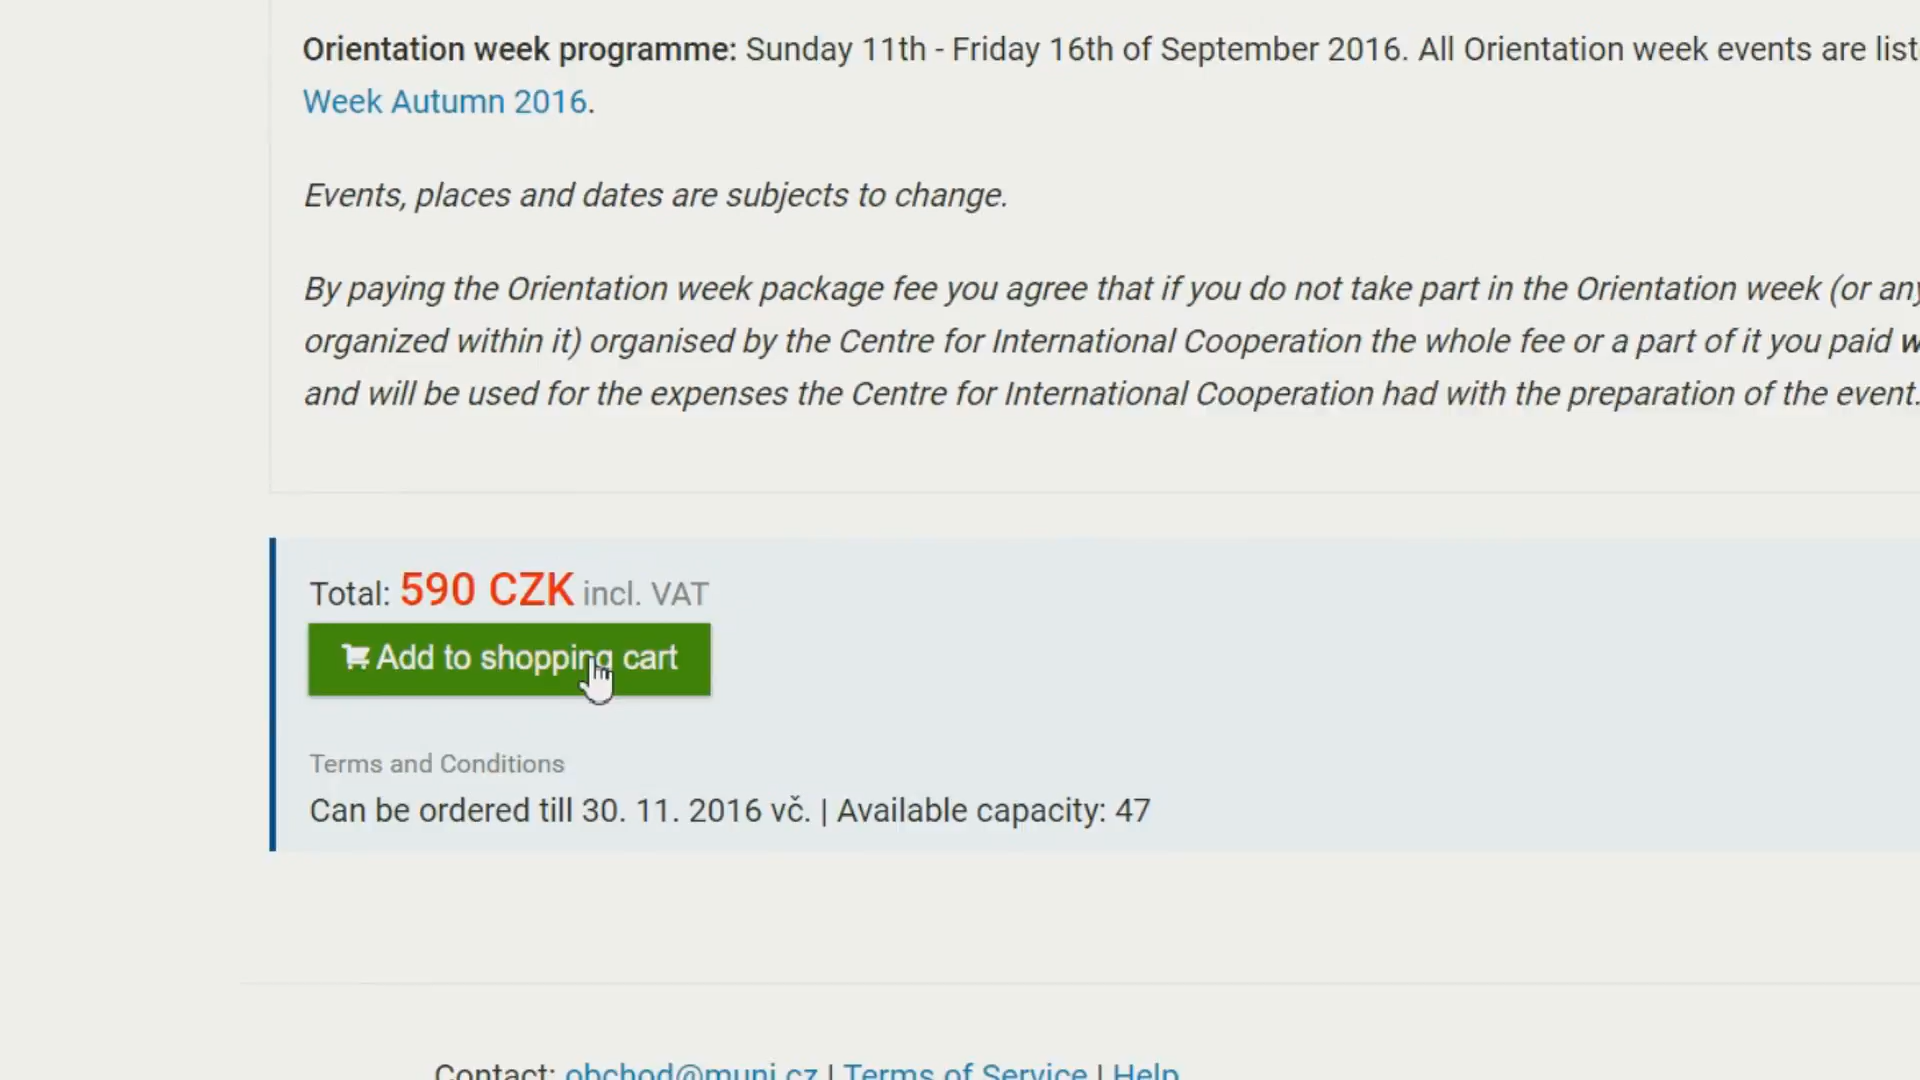 Orientation week programme: Sunday 11th - Friday 16th of September 2016. All Orientation week events are list
Week Autumn 2016.
Events, places and dates are subjects to change.
By paying the Orientation week package fee you agree that if you do not take part in the Orientation week (or any
organized within it) organised by the Centre for International Cooperation the whole fee or a part of it you paid w
and will be used for the expenses the Centre for International Cooperation had with the preparation of the event.
Total: 590 CZK incl. VAT
Add to shopping cart
Terms and Conditions
Can be ordered till 30. 11. 2016 vč. | Available capacity: 47
Contact: obchod@muni.cz | Terms of Service | Help